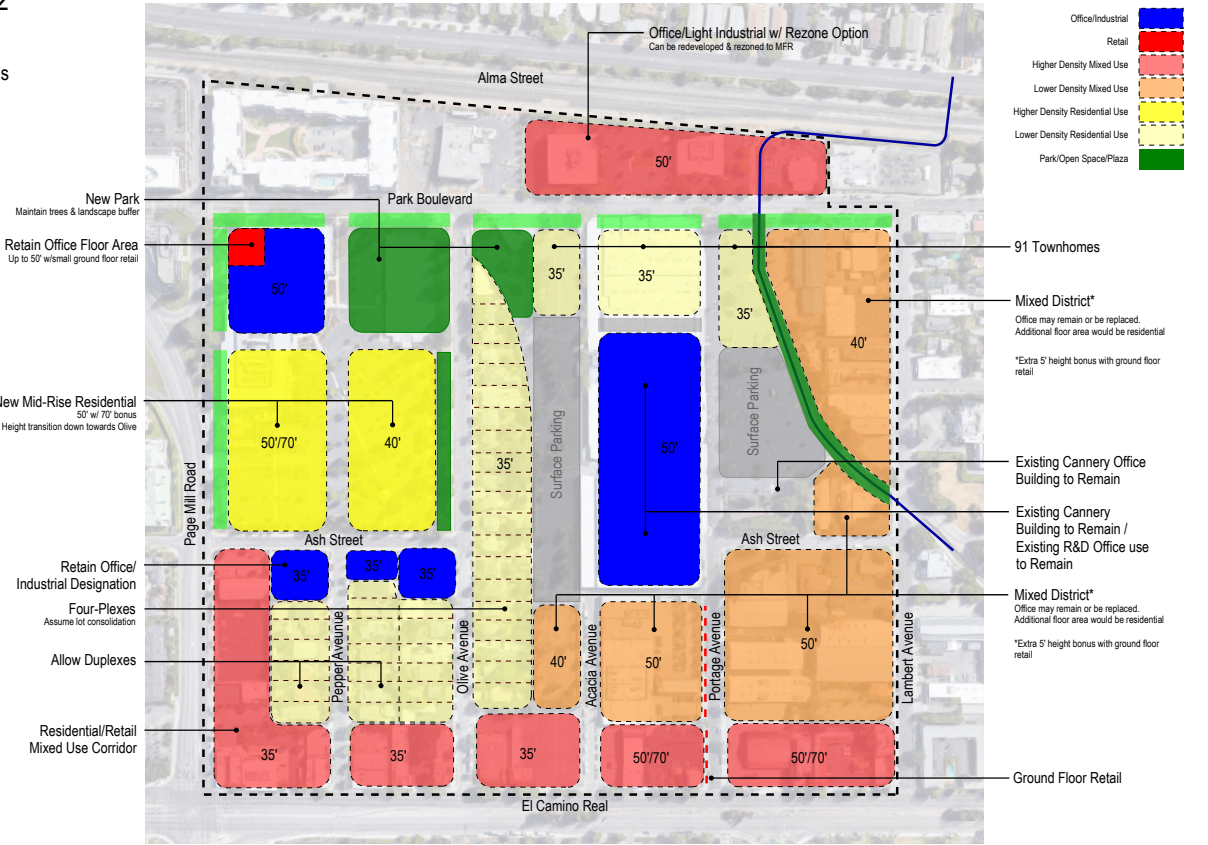 s
Office/Light Industrial w/ Rezone Option
Can be redeveloped & rezoned to MFR
Office/Industrial
Retail
Higher Density Mixed Use
Lower Density Mixed Use
Higher Density Residential Use
Lower Density Residential Use
Park/Open Space/Plaza
Alma Street
50'
New Park
Maintain trees & landscape buffer
Park Boulevard
Retain Office Floor Area
Up to 50' w/small ground floor retail
50'
35'
35'
35'
40'
91 Townhomes
Mixed District*
Office may remain or be replaced.
Additional floor area would be residential
*Extra 5' height bonus with ground floor
retail
New Mid-Rise Residential
50' w/ 70' bonus
Height transition down towards Olive
50'/70'
40'
35'
Surface Parking
50'
Surface Parking
Page Mill Road
Existing Cannery Office
Building to Remain
Existing Cannery
Building to Remain /
Existing R&D Office use
to Remain
Ash Street
Ash Street
Retain Office/
Industrial Designation
35'
35'
35'
Four-Plexes
Assume lot consolidation
Allow Duplexes
Pepper Aveunue
Olive Avenue
40'
Acacia Avenue
50'
Portage Avenue
50'
Lambert Avenue
Mixed District*
Office may remain or be replaced.
Additional floor area would be residential
*Extra 5' height bonus with ground floor
retail
Residential/Retail
Mixed Use Corridor
35'
35'
35'
50'/70'
50'/70'
Ground Floor Retail
El Camino Real